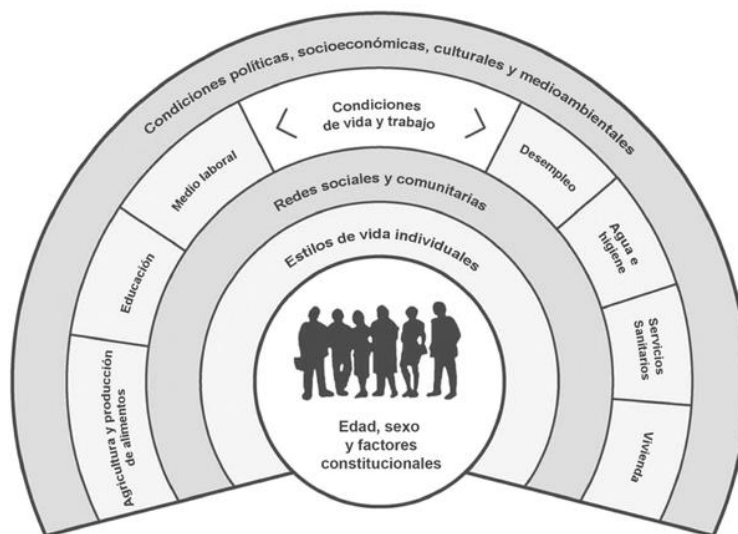 Condiciones políticas, socioeconómicas, culturales y medioambientales
Condiciones
de vida y trabajo
Agricultura y producción
de alimentos
Educación
Medio laboral
Desempleo
Agua e
higiene
Servicios
Sanitarios
Vivienda
Redes sociales y comunitarias
Estilos de vida individuales
Edad, sexo
y factores
constitucionales